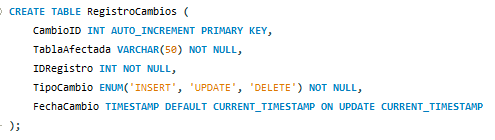 CREATE TABLE RegistroCambios (
CambioID INT AUTO_INCREMENT PRIMARY KEY,
TablaAfectada VARCHAR(50) NOT NULL,
IDRegistro INT NOT NULL,
TipoCambio ENUM('INSERT', 'UPDATE', 'DELETE') NOT NULL,
FechaCambio TIMESTAMP DEFAULT CURRENT_TIMESTAMP ON UPDATE CURRENT_TIMESTAMP
);